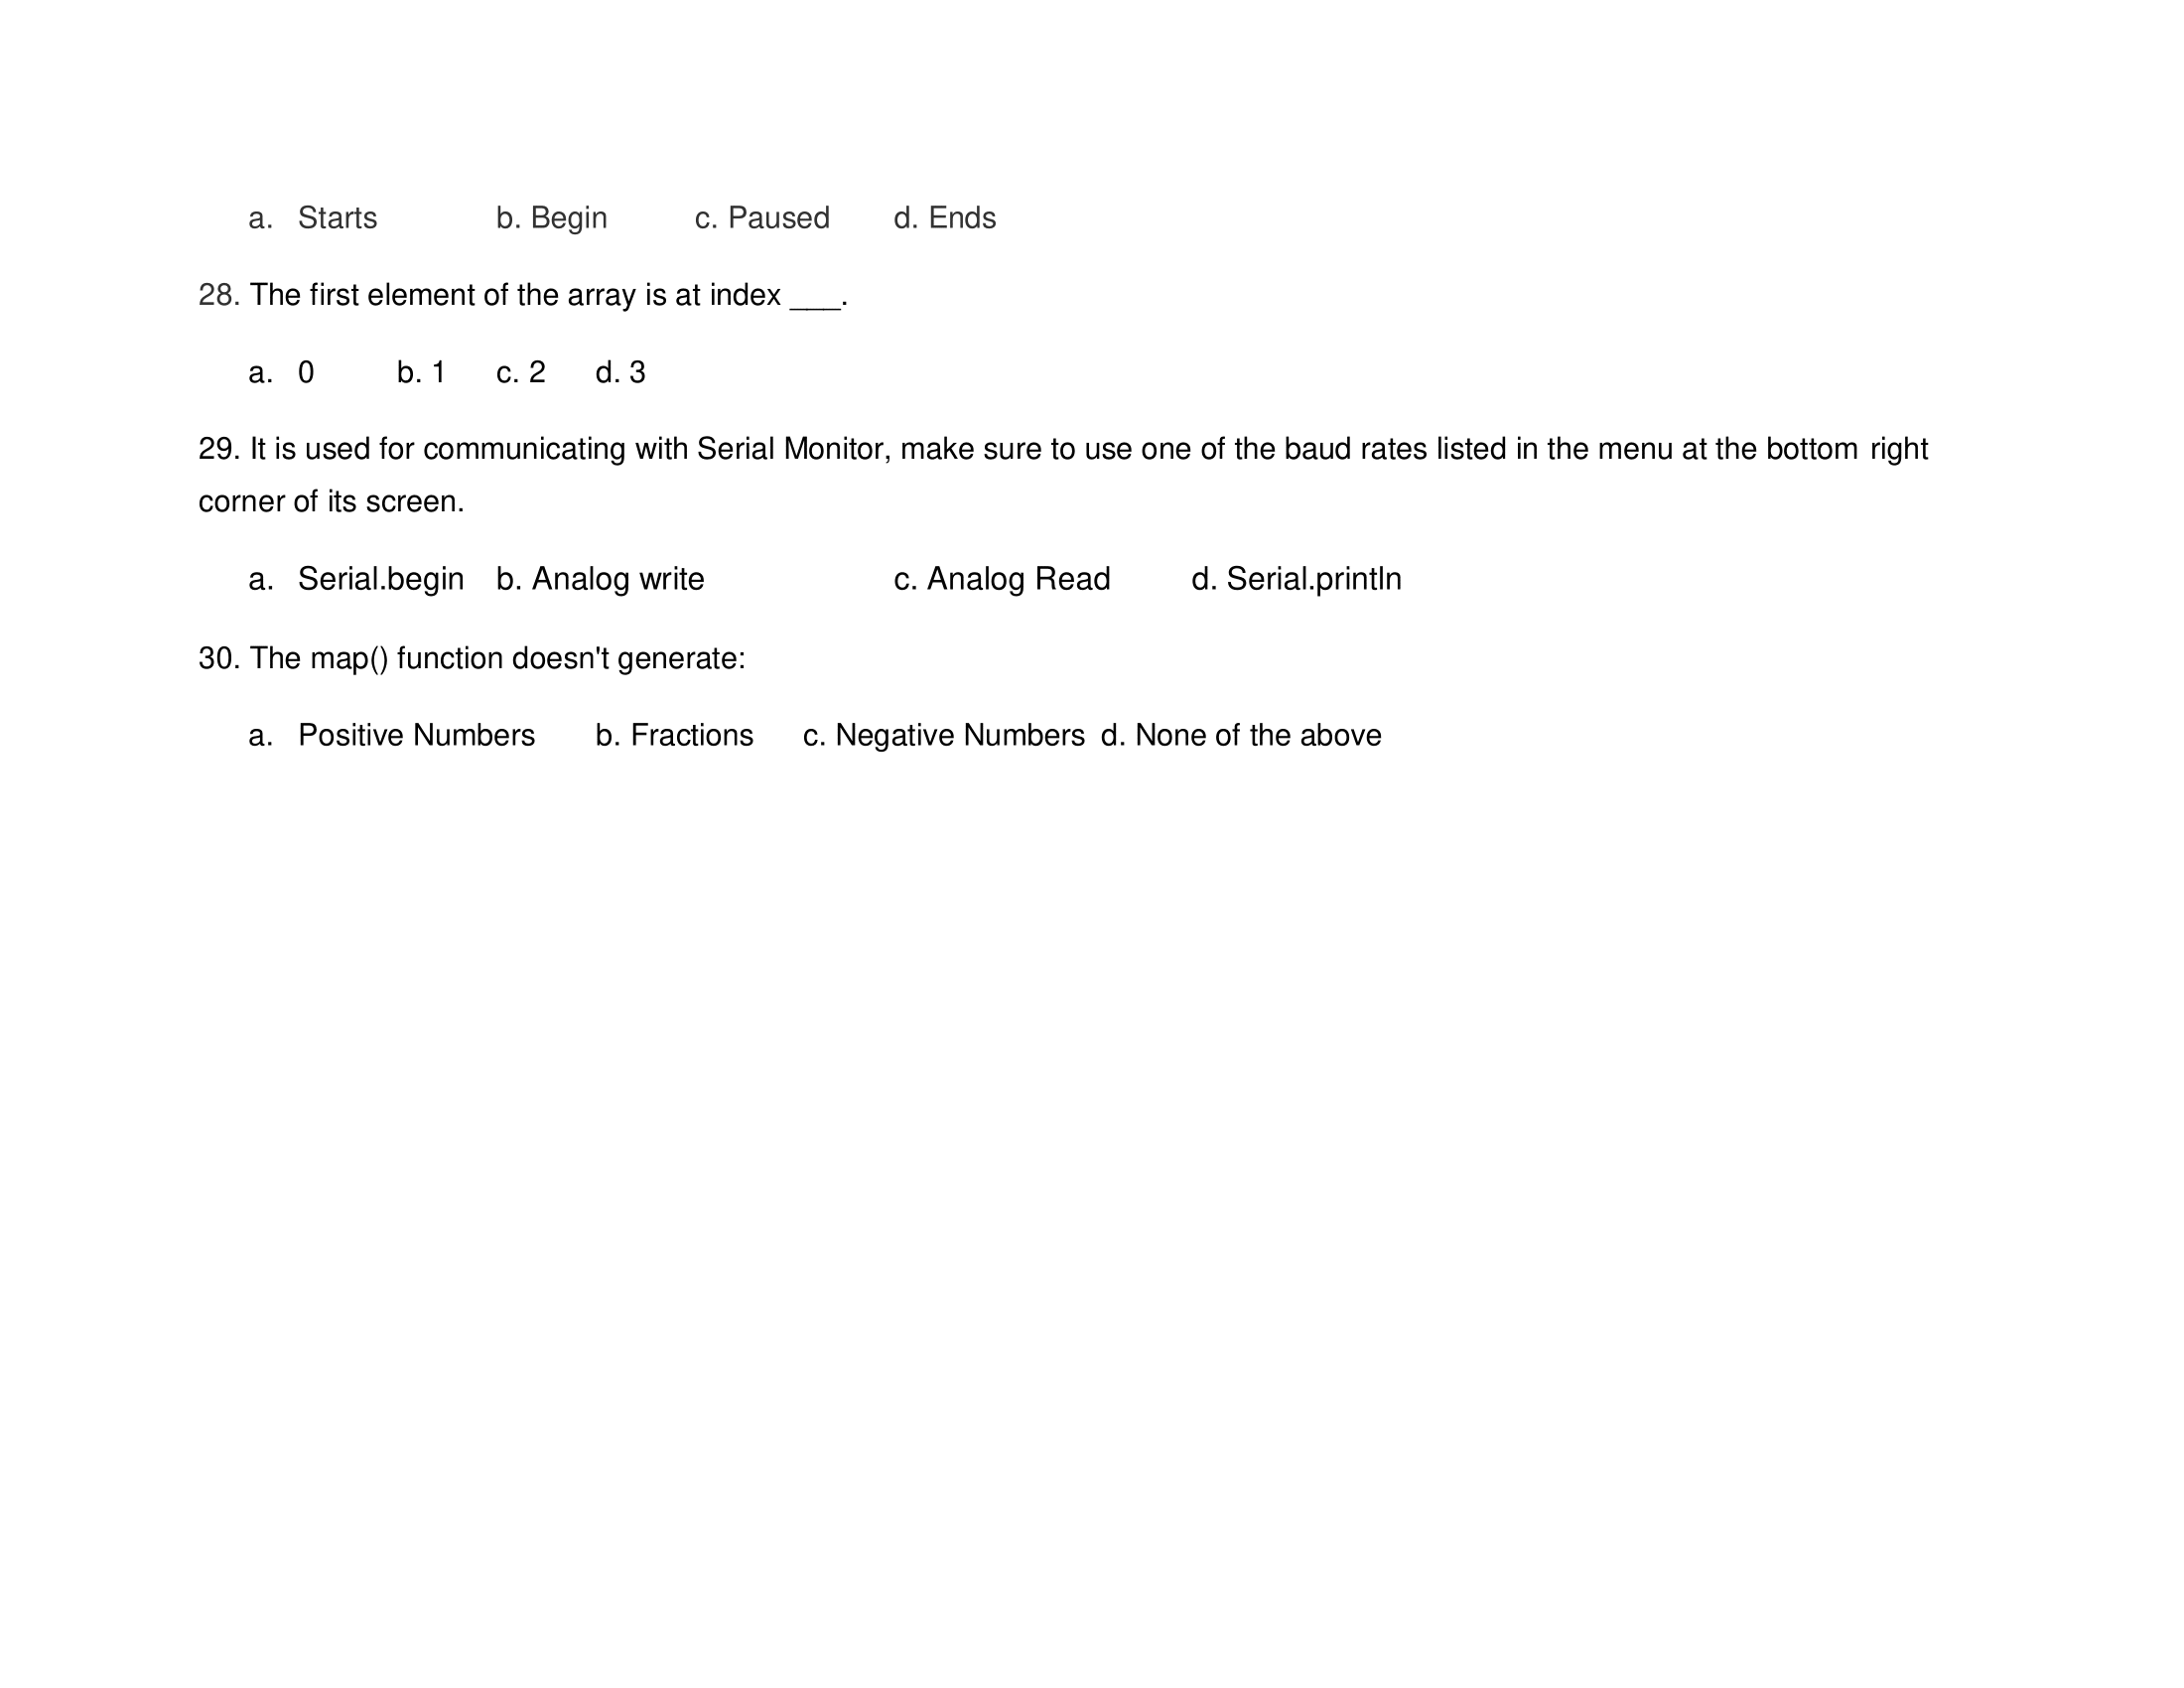 a. Starts b. Begin c. Paused d. Ends
28. The first element of the array is at index ___.
a. 0 b. 1 c. 2 d. 3
29. It is used for communicating with Serial Monitor, make sure to use one of the baud rates listed in the menu at the bottom right
corner of its screen.
a. Serial.begin b. Analog write c. Analog Read d. Serial.println
30. The map() function doesn't generate:
a. Positive Numbers b. Fractions c. Negative Numbers d. None of the above